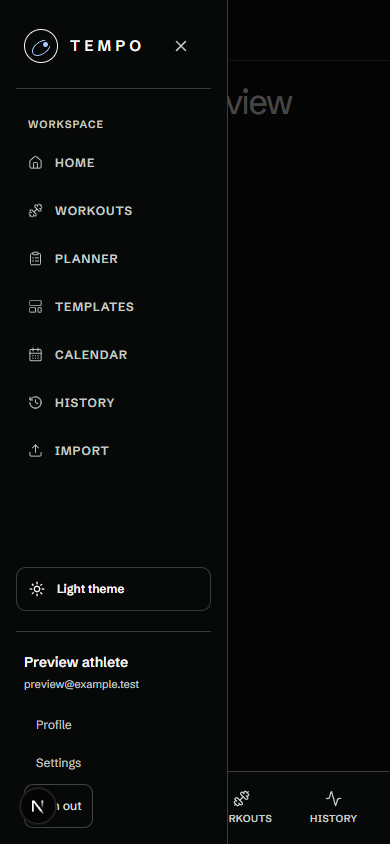 TEMPO
view
WORKSPACE
HOME
WORKOUTS
PLANNER
TEMPLATES
CALENDAR
HISTORY
IMPORT
Light theme
Preview athlete
preview@example.test
Profile
Settings
N
out
RKOUTS
HISTORY